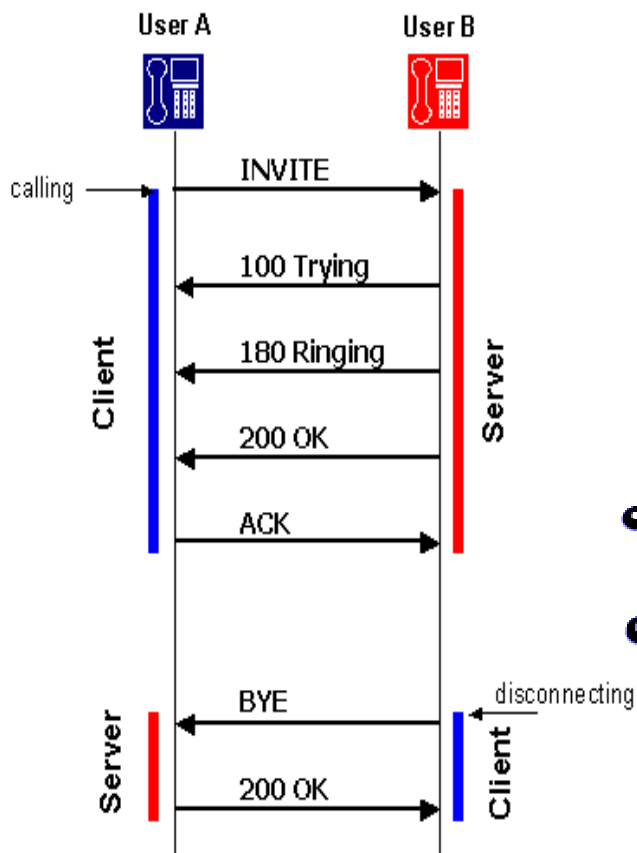 User A
User B
calling
INVITE
100 Trying
180 Ringing
200 OK
ACK
Client
Server
disconnecting
BYE
200 OK
Server
Client